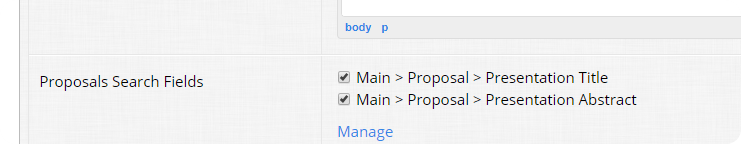 body p
Proposals Search Fields
Main > Proposal > Presentation Title
Main > Proposal > Presentation Abstract
Manage